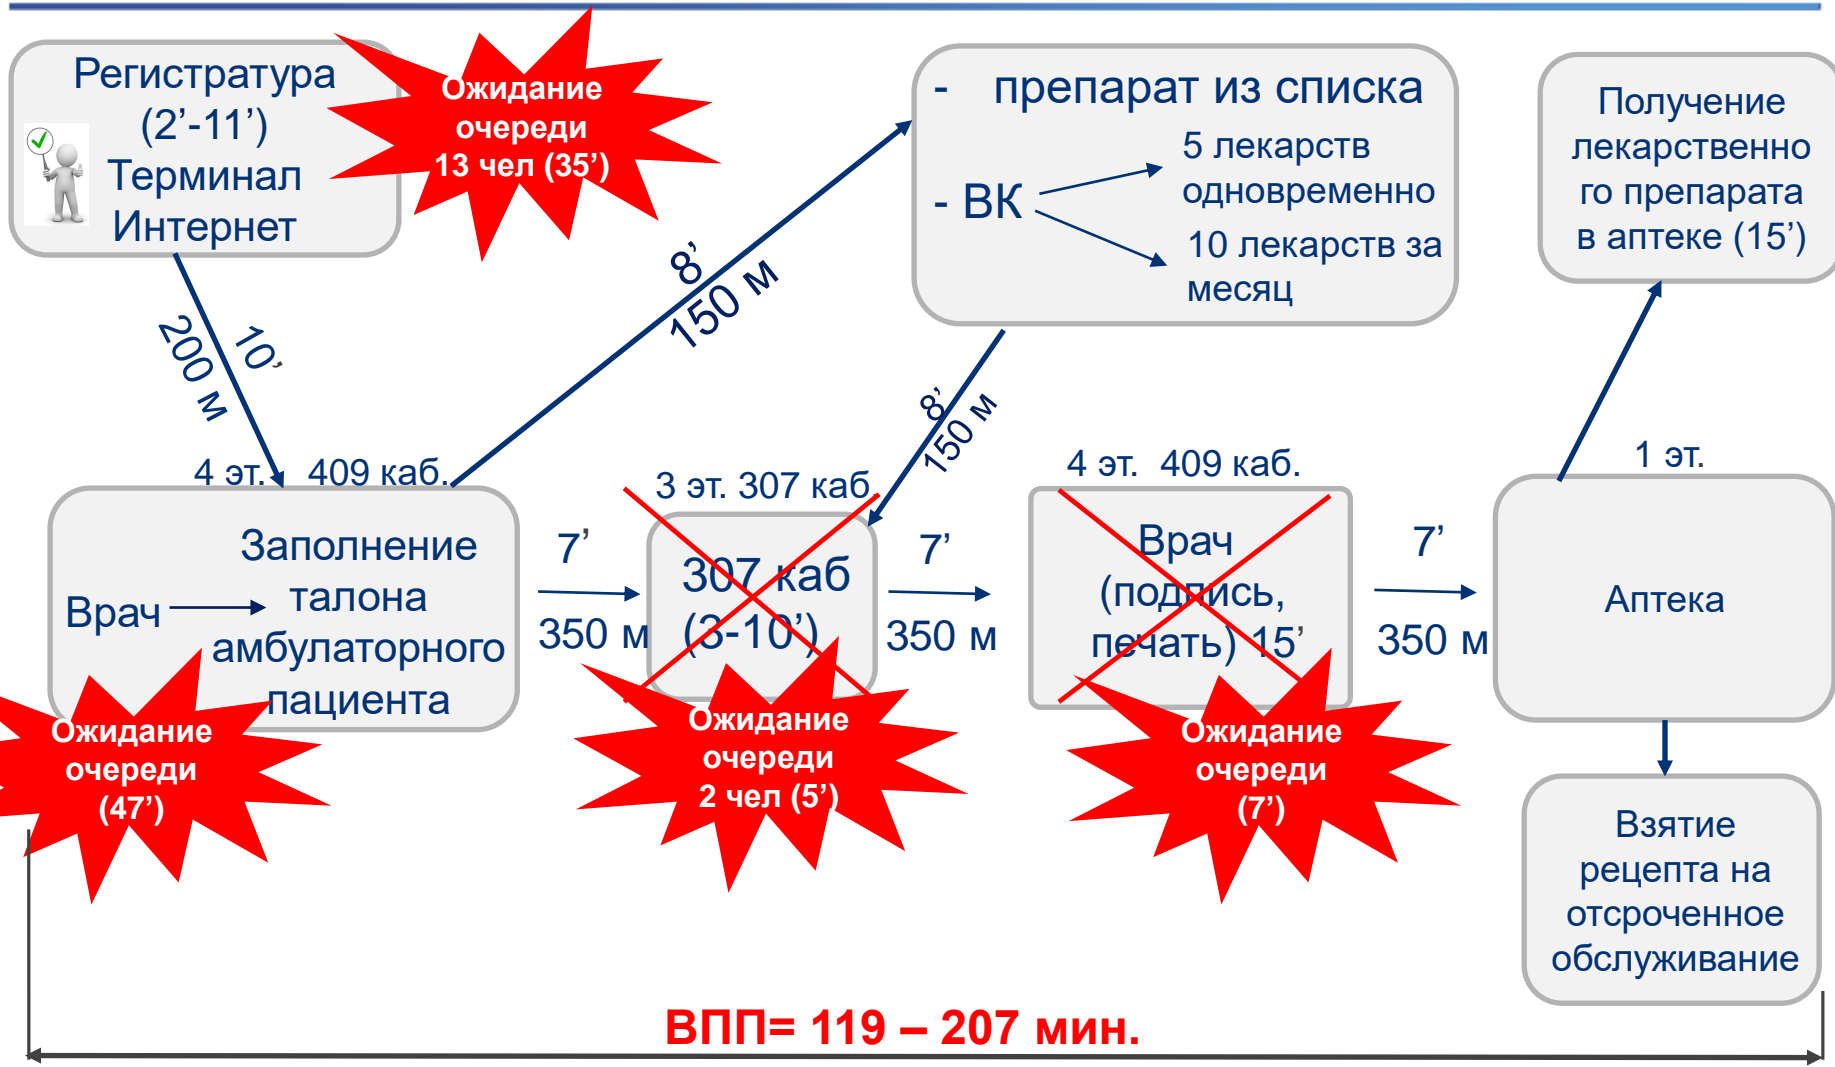 Регистратура
(2’-11’)
Терминал
Интернет
Ожидание
очереди
13 чел (35’)
- препарат из списка
- ВК
5 лекарств
одновременно
10 лекарств за
месяц
Получение
лекарственно
го препарата
в аптеке (15’)
10’
200 м
8’
150 м
8’
150 м
4 эт. 409 каб.
Врач
Заполнение
талона
амбулаторного
пациента
Ожидание
очереди
(47’)
7’
350 м
3 эт. 307 каб.
307 каб
(3-10’)
Ожидание
очереди
2 чел (5’)
7’
350 м
4 эт. 409 каб.
Врач
(подпись,
печать) 15’
Ожидание
очереди
(7’)
7’
350 м
1 эт.
Аптека
Взятие
рецепта на
отсроченное
обслуживание
ВПП= 119 – 207 мин.